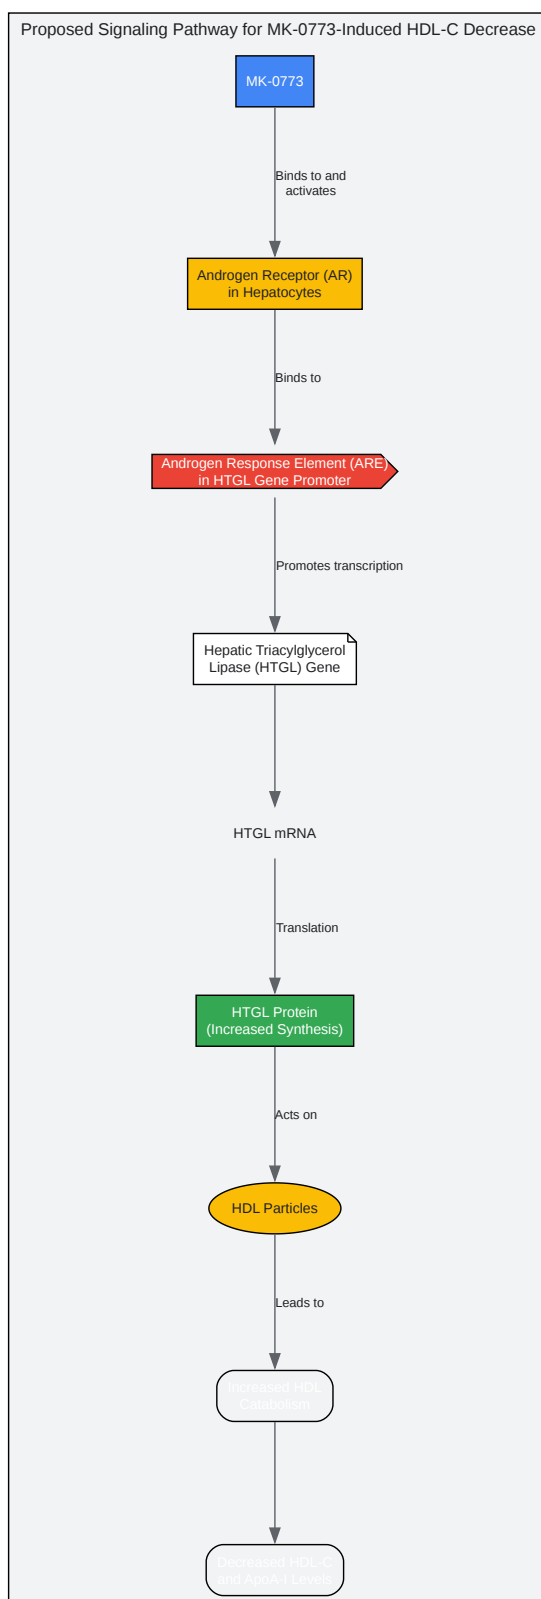 Proposed Signaling Pathway for MK-0773-Induced HDL-C Decrease
MK-0773
Binds to and
activates
Androgen Receptor (AR)
in Hepatocytes
Binds to
Androgen Response Element (ARE)
in HTGL Gene Promoter
Promotes transcription
Hepatic Triacylglycerol
Lipase (HTGL) Gene
HTGL mRNA
Translation
HTGL Protein
(Increased Synthesis)
Acts on
HDL Particles
Leads to
Increased HDL
Catabolism
Decreased HDL-C
and ApoA-I Levels